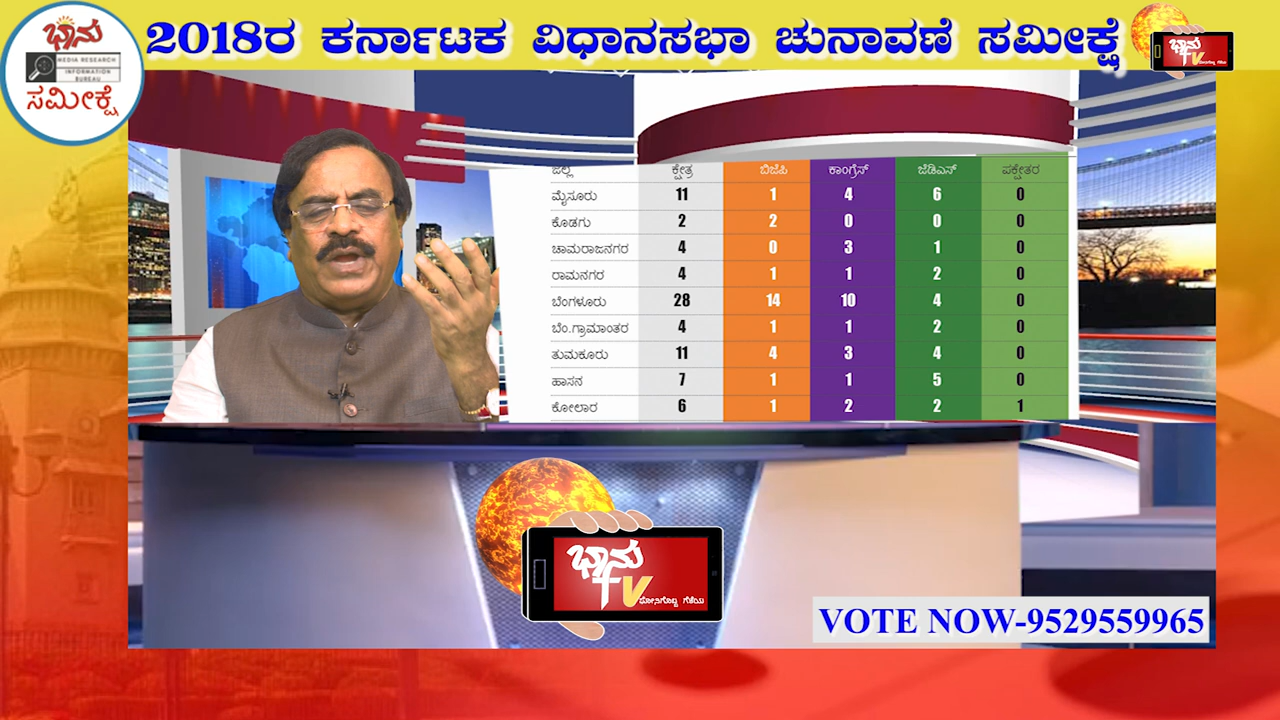 ಭಾನು
MEDIA RESEARCH
INFORMATION
BUREAU
ಸಮೀಕ್ಷೆ
2018ರ ಕರ್ನಾಟಕ ವಿಧಾನಸಭಾ ಚುನಾವಣೆ ಸಮೀಕ್ಷೆ
ಭಾನು
TV
ಜಿಲ್ಲೆ ಕ್ಷೇತ್ರ ಬಿಜೆಪಿ ಕಾಂಗ್ರೆಸ್ ಜೆಡಿಎಸ್ ಪಕ್ಷೇತರ
ಮೈಸೂರು 11 1 4 6 0
ಕೊಡಗು 2 2 0 0 0
ಚಾಮರಾಜನಗರ 4 0 3 1 0
ರಾಮನಗರ 4 1 1 2 0
ಬೆಂಗಳೂರು 28 14 10 4 0
ಬೆಂ.ಗ್ರಾಮಾಂತರ 4 1 1 2 0
ತುಮಕೂರು 11 4 3 4 0
ಹಾಸನ 7 1 1 5 0
ಕೋಲಾರ 6 1 2 2 1
ಭಾನು
TV
VOTE NOW-9529559965